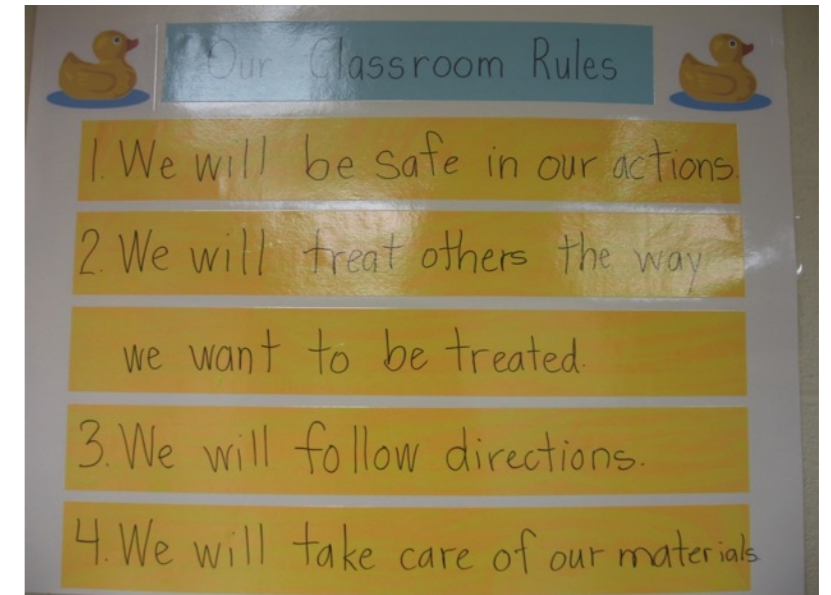 Our Classroom Rules
1. We will be safe in our actions.
2. We will treat others the way
we want to be treated.
3. We will follow directions.
4. We will take care of our materials